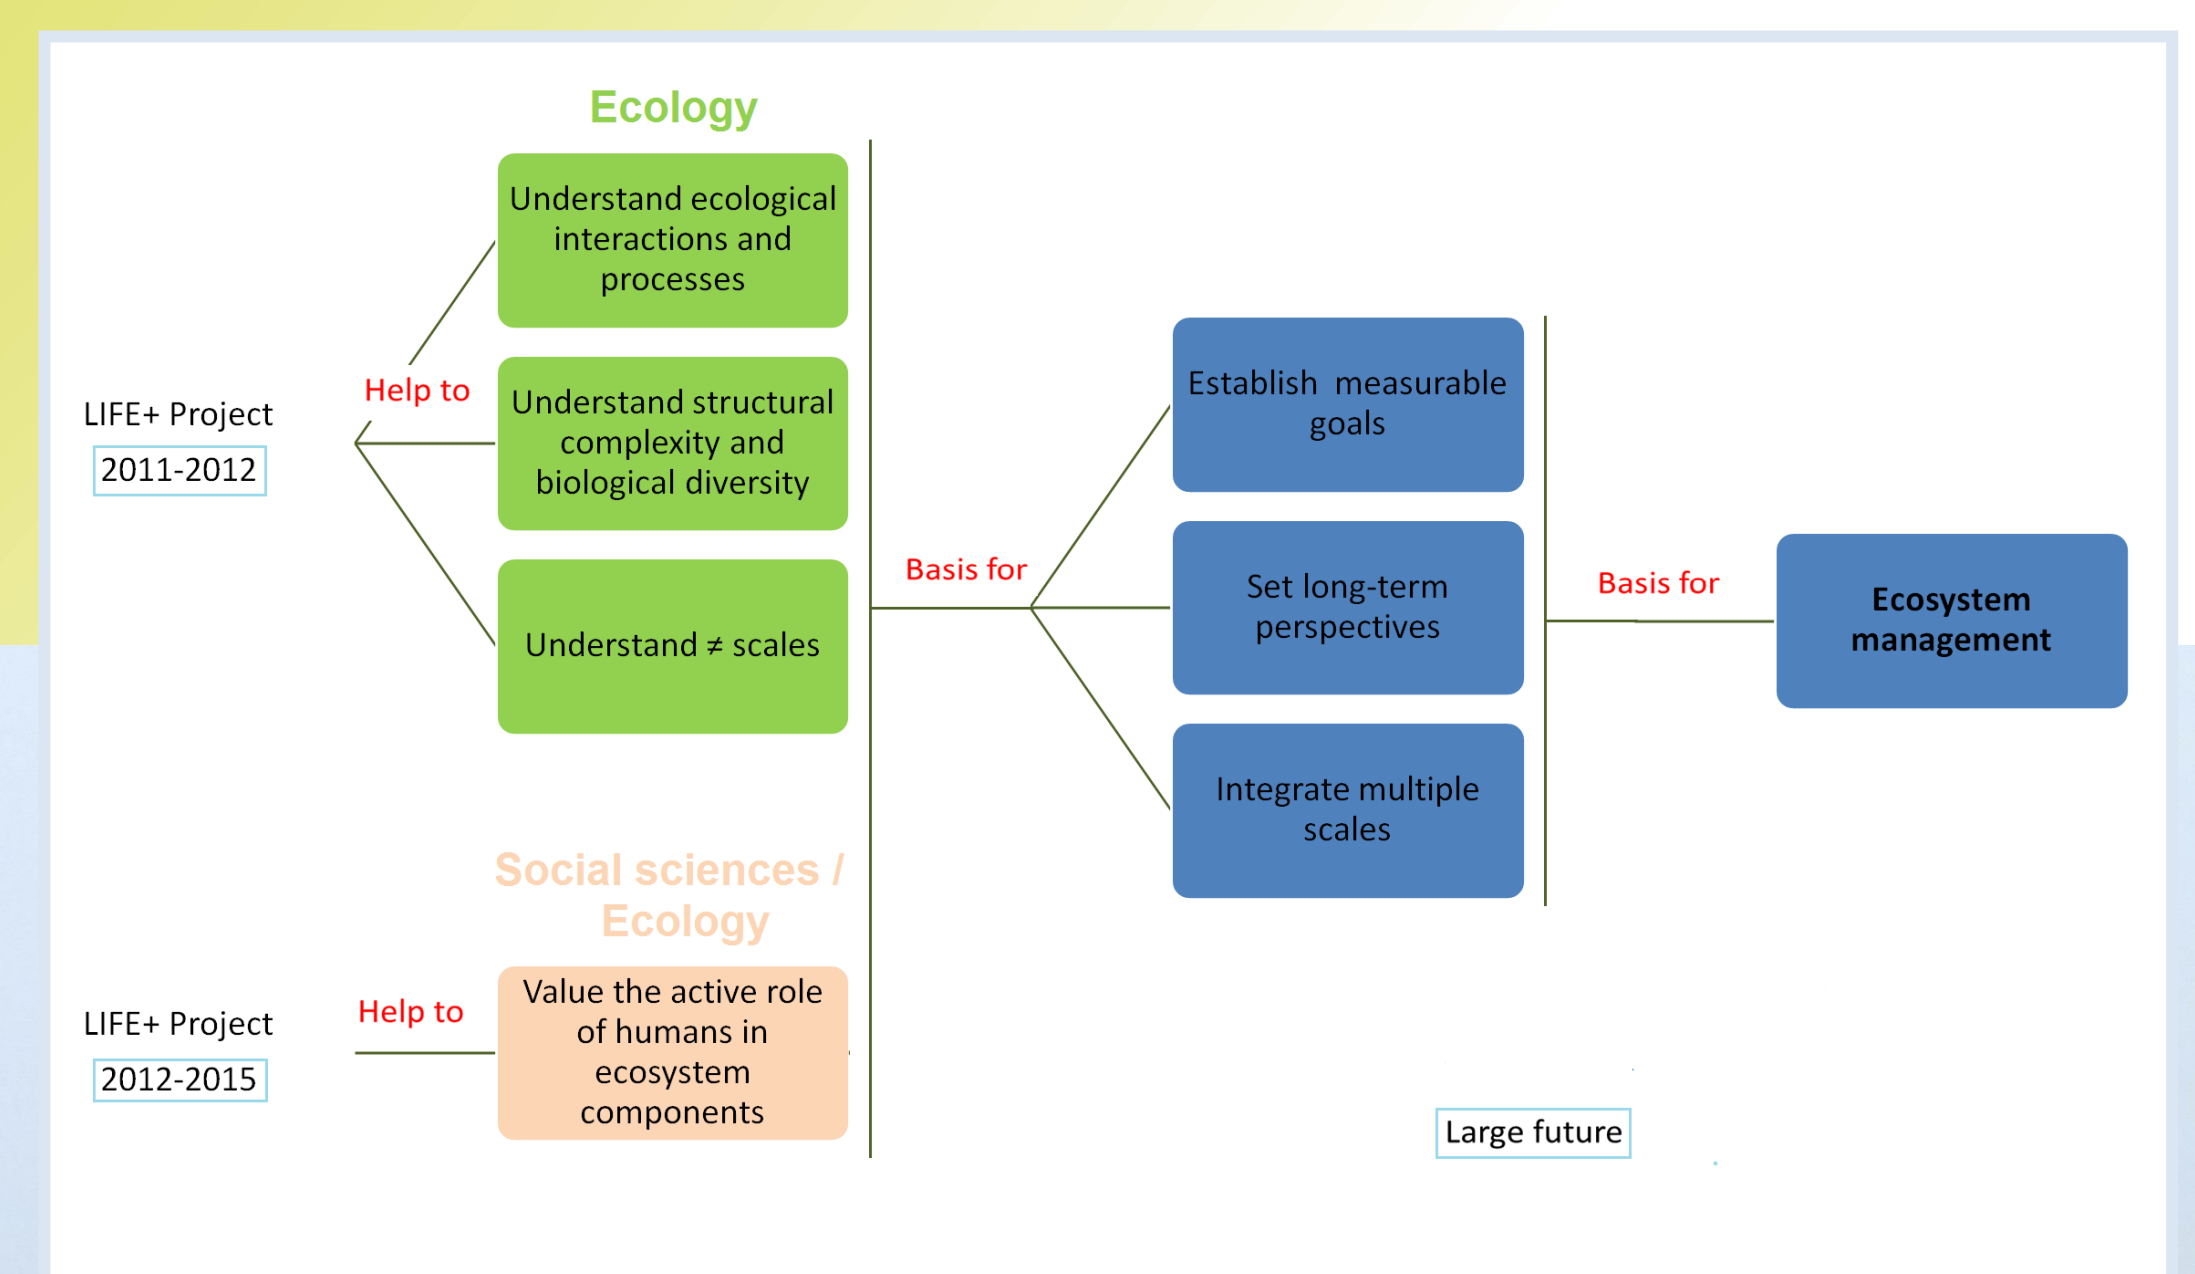 Ecology
Understand ecological
interactions and
processes
Help to
LIFE+ Project
2011-2012
Understand structural
complexity and
biological diversity
Understand ≠ scales
Basis for
Establish  measurable
goals
Set long-term
perspectives
Integrate multiple
scales
Basis for
Ecosystem
management
Social sciences /
Ecology
LIFE+ Project
2012-2015
Help to
Value the active role
of humans in
ecosystem
components
Large future